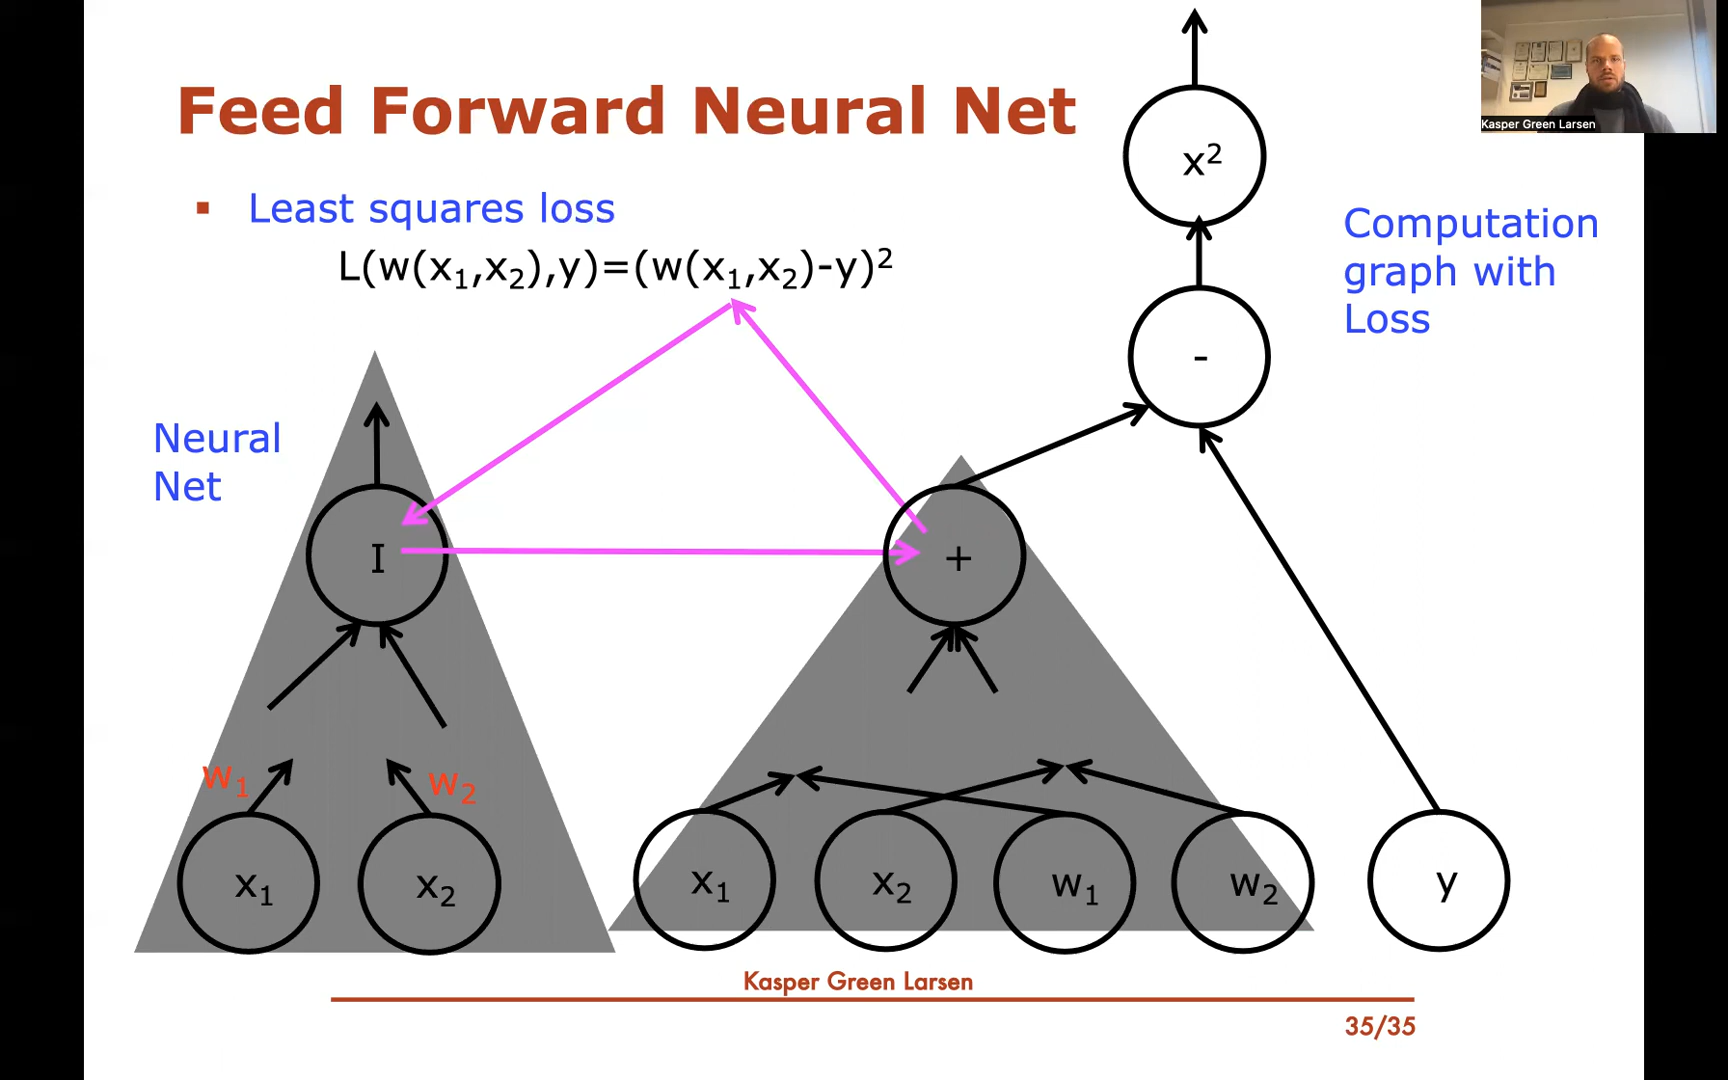 Feed Forward Neural Net
Kasper Green Larsen
▪ Least squares loss
L(w(x₁,x₂),y)=(w(x₁,x₂)-y)²
x²
Computation
graph with
Loss
-
Neural
Net
I
+
w₁
w₂
x₁
x₂
x₁
x₂
w₁
w₂
y
Kasper Green Larsen
35/35